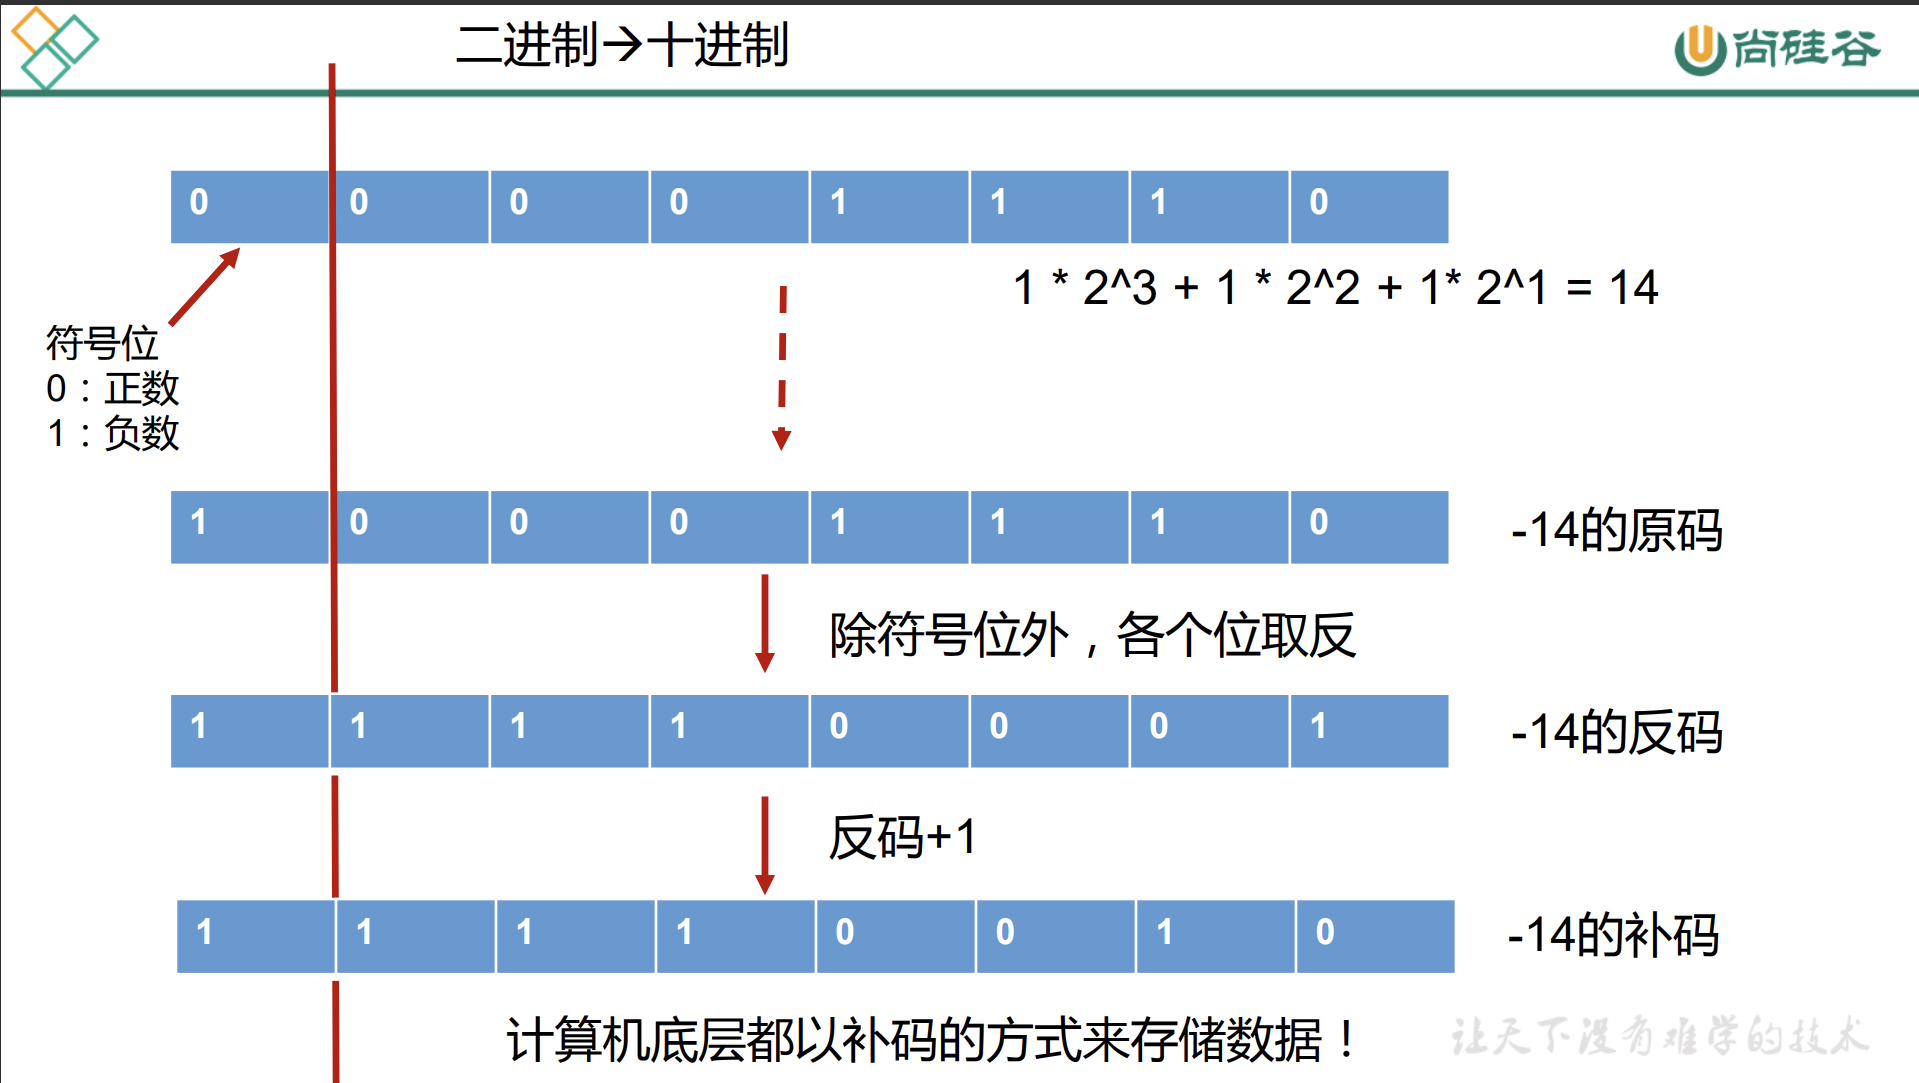 二进制→十进制
尚硅谷
0 0 0 0 1 1 1 0
1 * 2^3 + 1 * 2^2 + 1* 2^1 = 14
符号位
0：正数
1：负数
1 0 0 0 1 1 1 0
-14的原码
除符号位外，各个位取反
1 1 1 1 0 0 0 1
-14的反码
反码+1
1 1 1 1 0 0 1 0
-14的补码
计算机底层都以补码的方式来存储数据！
让天下没有难学的技术